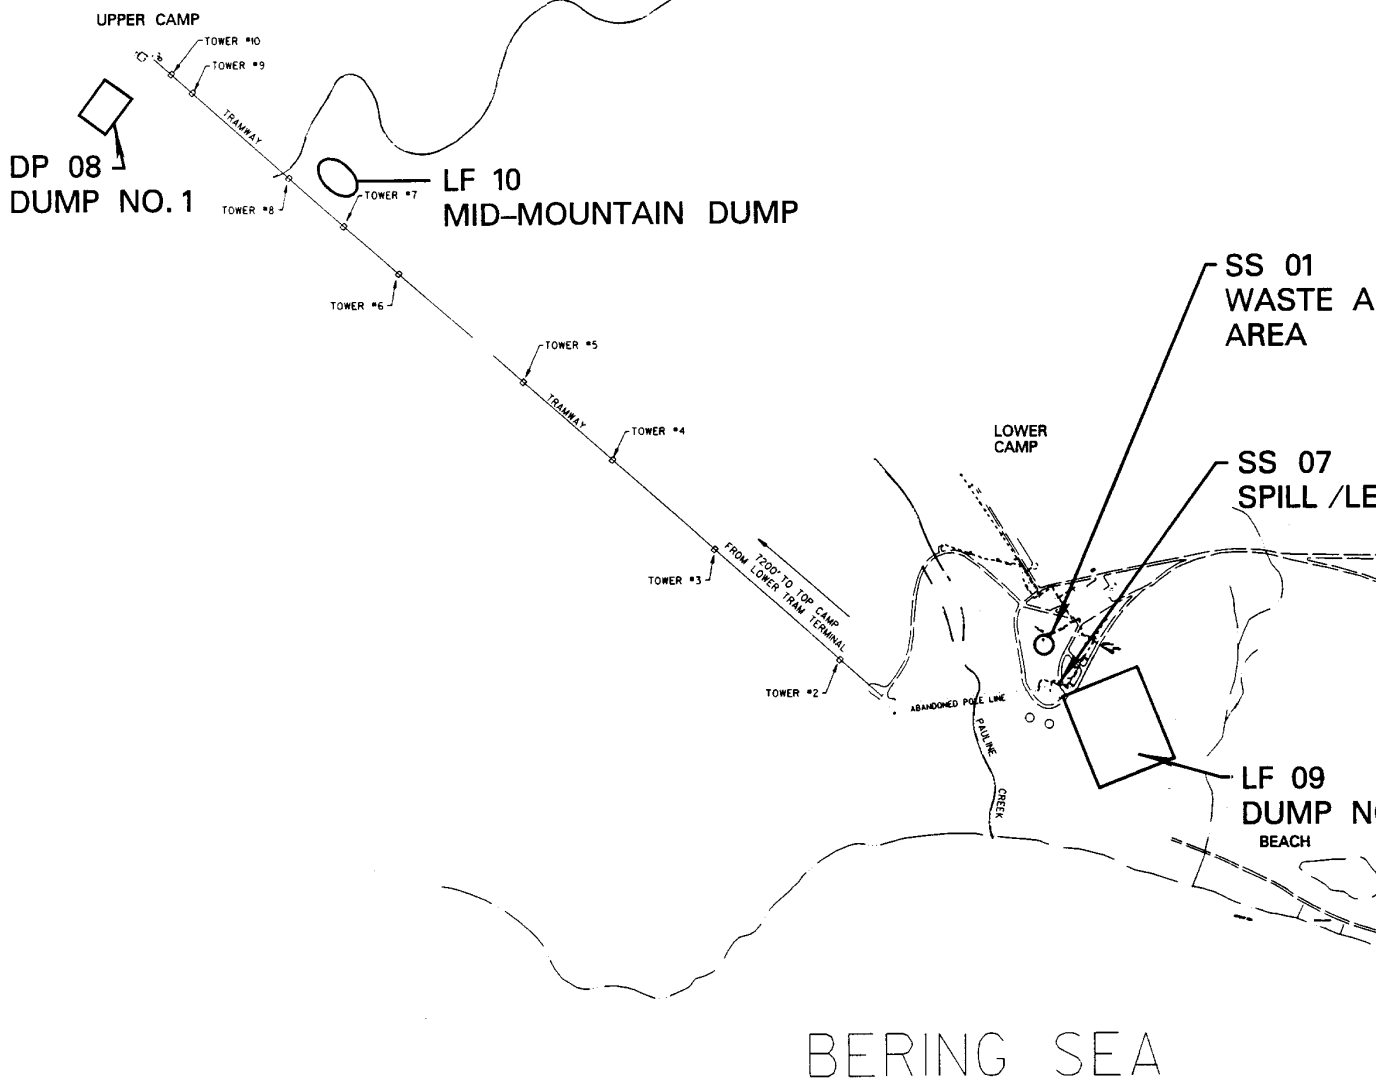 UPPER CAMP
TOWER #10
TOWER #9
TRAMWAY
DP 08
DUMP NO. 1
TOWER #8
LF 10
MID-MOUNTAIN DUMP
TOWER #7
TOWER #6
SS 01
WASTE A
AREA
TOWER #5
TRAMWAY
TOWER #4
LOWER
CAMP
SS 07
SPILL/LE
TOWER #3
7200' TO TOP CAMP
FROM LOWER TRAM TERMINAL
TOWER #2
ABANDONED POLE LINE
PAULINE
CREEK
LF 09
DUMP NO
BEACH
BERING SEA